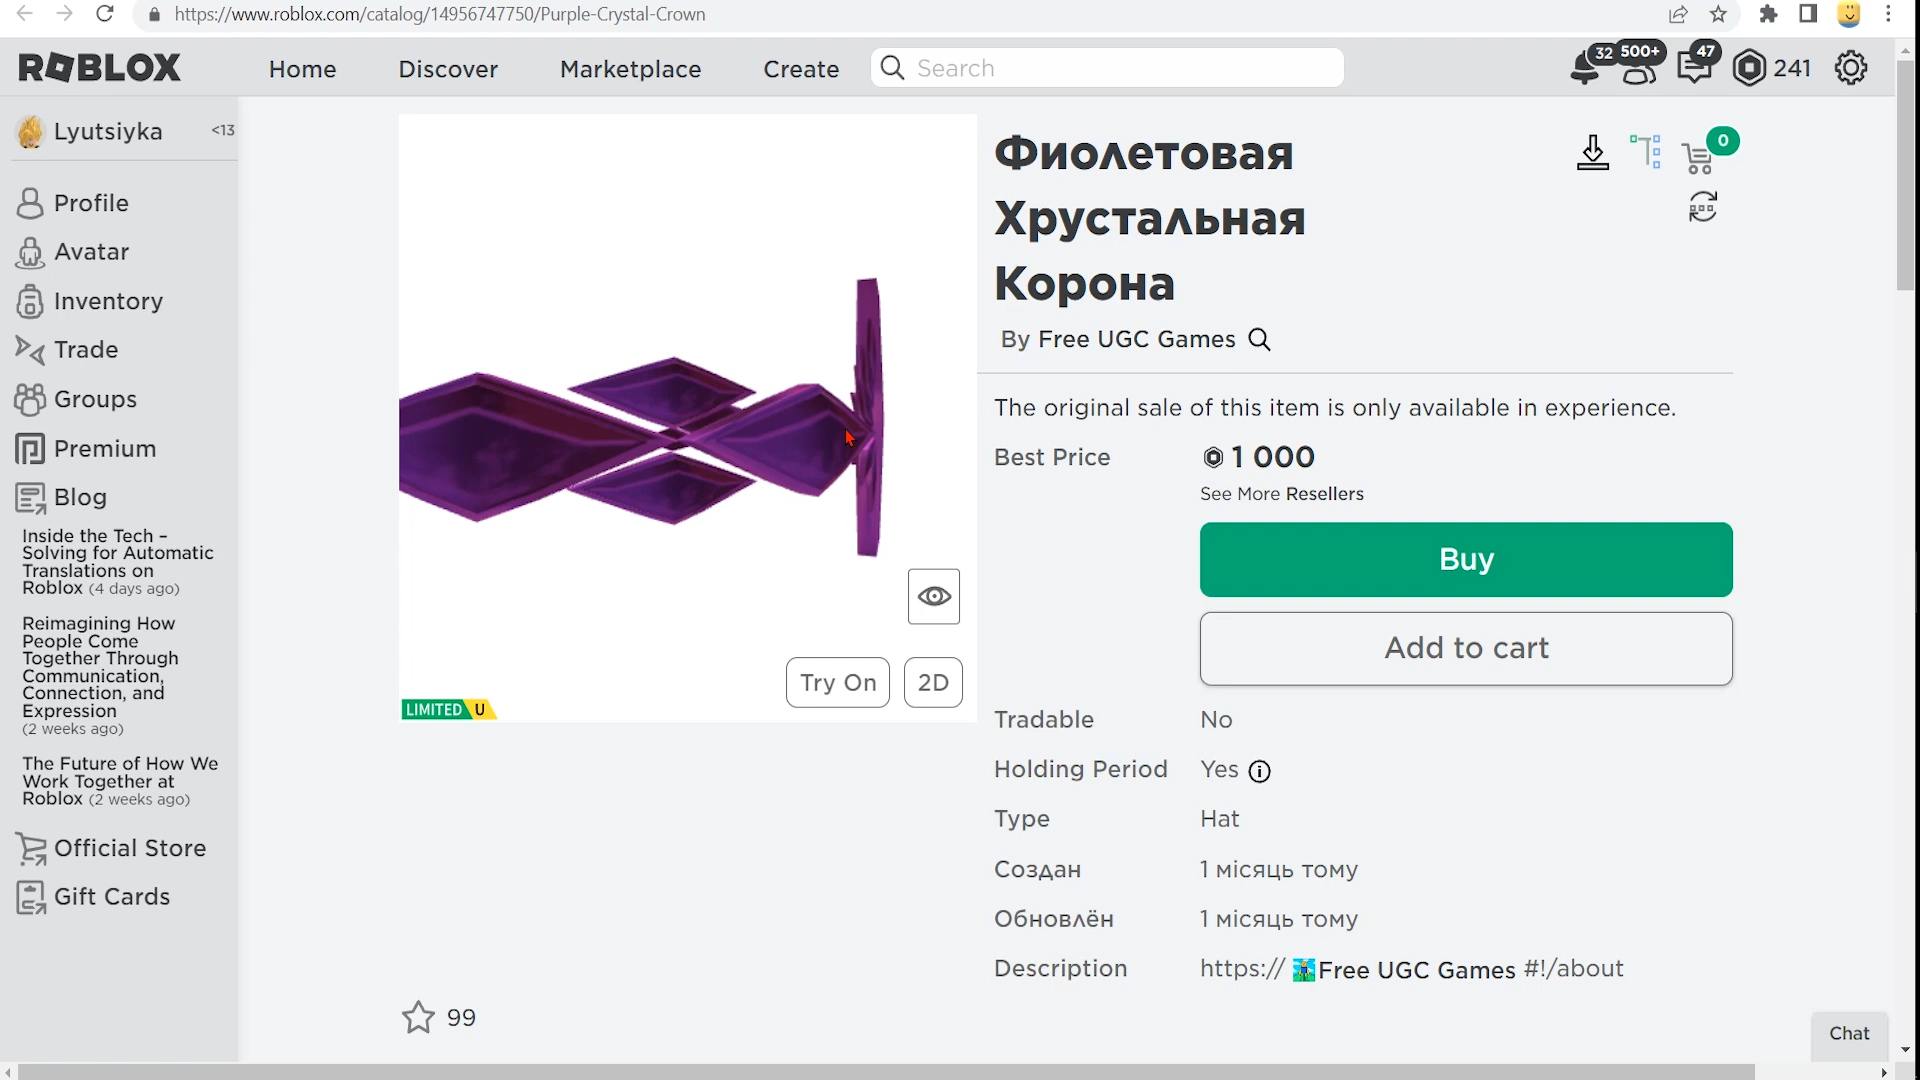 https://www.roblox.com/catalog/14956747750/Purple-Crystal-Crown
ROBLOX
Home
Discover
Marketplace
Create
Search
32
500+
47
241
Lyutsiyka
<13
Profile
Avatar
Inventory
Trade
Groups
Premium
Blog
Inside the Tech –
Solving for Automatic
Translations on
Roblox (4 days ago)
Reimagining How
People Come
Together Through
Communication,
Connection, and
Expression
(2 weeks ago)
The Future of How We
Work Together at
Roblox (2 weeks ago)
Official Store
Gift Cards
Try On
2D
LIMITED U
99
Фиолетовая
Хрустальная
Корона
0
By Free UGC Games
The original sale of this item is only available in experience.
Best Price
1 000
See More Resellers
Buy
Add to cart
Tradable
No
Holding Period
Yes
Type
Hat
Создан
1 місяць тому
Обновлён
1 місяць тому
Description
https:// Free UGC Games #!/about
Chat